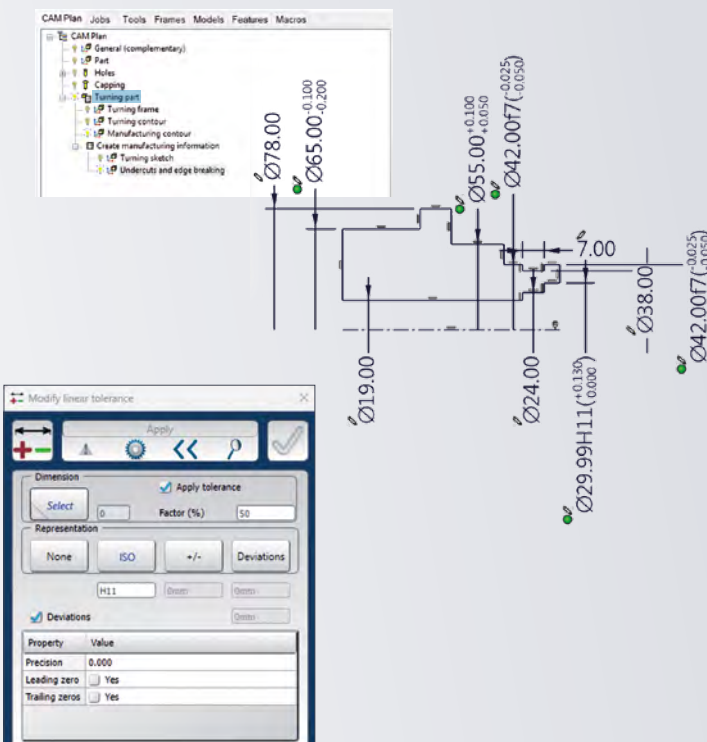 CAM Plan Jobs Tools Frames Models Features Macros
CAM Plan
General (complementary)
Part
Holes
Capping
Turning part
Turning frame
Turning contour
Manufacturing contour
Create manufacturing information
Turning sketch
Undercuts and edge breaking
Ø78.00
Ø65.00 -0.100 -0.200
Ø55.00 +0.100 +0.050
Ø42.00f7(-0.025 -0.050)
7.00
Ø38.00
Ø42.00f7(-0.025 -0.050)
Ø19.00
Ø24.00
Ø29.99H11(+0.130 0.000)
Modify linear tolerance
Apply
Dimension
Apply tolerance
Select 0 Factor (%) 50
Representation
None ISO +/- Deviations
H11 0mm 0mm
Deviations 0mm
Property Value
Precision 0.000
Leading zero Yes
Trailing zeros Yes